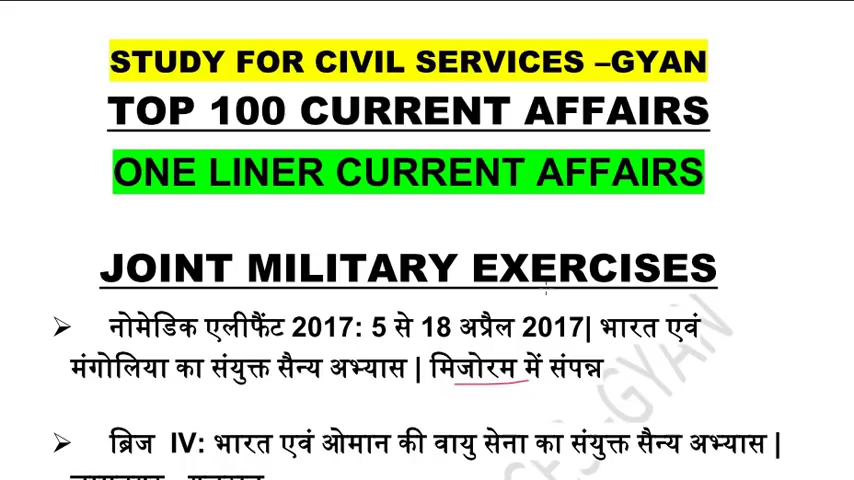 STUDY FOR CIVIL SERVICES –GYAN
TOP 100 CURRENT AFFAIRS
ONE LINER CURRENT AFFAIRS
JOINT MILITARY EXERCISES
➢ नोमेडिक एलीफैंट 2017: 5 से 18 अप्रैल 2017| भारत एवं
मंगोलिया का संयुक्त सैन्य अभ्यास | मिजोरम में संपन्न
➢ ब्रिज IV: भारत एवं ओमान की वायु सेना का संयुक्त सैन्य अभ्यास |